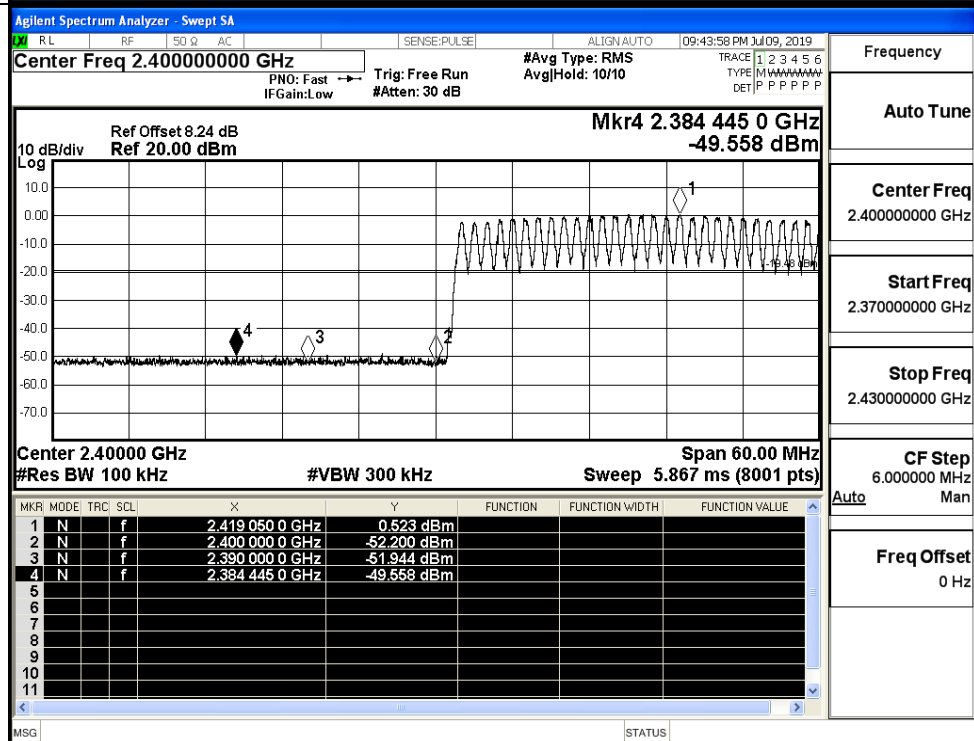 Agilent Spectrum Analyzer - Swept SA
LXI RL RF 50 Ω AC SENSE:PULSE ALIGN AUTO 09:43:58 PM Jul 09, 2019
Center Freq 2.400000000 GHz
PNO: Fast
IFGain:Low
Trig: Free Run
#Atten: 30 dB
#Avg Type: RMS
Avg|Hold: 10/10
TRACE 1 2 3 4 5 6
TYPE M WWWWW
DET P P P P P P
Ref Offset 8.24 dB
10 dB/div Ref 20.00 dBm
Log
Mkr4 2.384 445 0 GHz
-49.558 dBm
10.0
0.00
-10.0
-20.0
-30.0
-40.0
-50.0
-60.0
-70.0
1
-19.48 dBm
4
3
2
Center 2.40000 GHz Span 60.00 MHz
#Res BW 100 kHz #VBW 300 kHz Sweep 5.867 ms (8001 pts)
MKR MODE TRC SCL X Y FUNCTION FUNCTION WIDTH FUNCTION VALUE
1 N f 2.419 050 0 GHz 0.523 dBm
2 N f 2.400 000 0 GHz -52.200 dBm
3 N f 2.390 000 0 GHz -51.944 dBm
4 N f 2.384 445 0 GHz -49.558 dBm
5
6
7
8
9
10
11
MSG STATUS
Frequency
Auto Tune
Center Freq
2.400000000 GHz
Start Freq
2.370000000 GHz
Stop Freq
2.430000000 GHz
CF Step
6.000000 MHz
Auto Man
Freq Offset
0 Hz